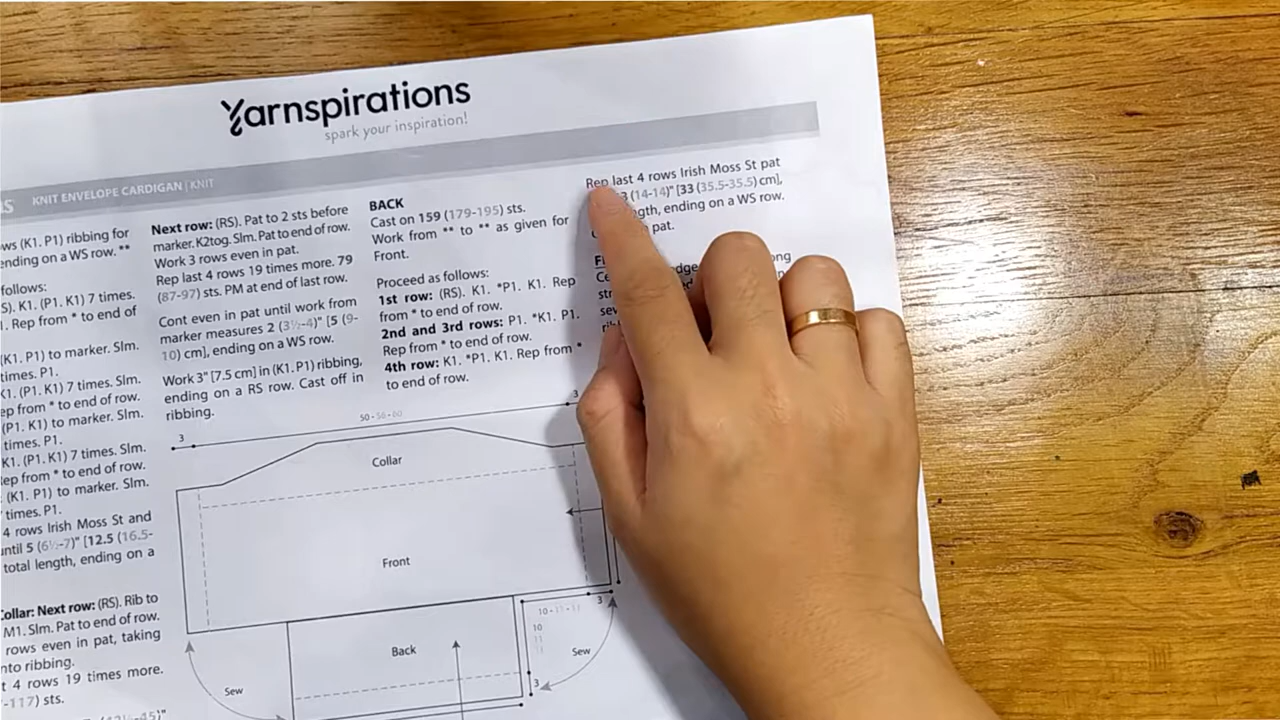 Yarnspirations
spark your inspiration!
KNIT ENVELOPE CARDIGAN | KNIT
(K1. P1) ribbing for
ending on a WS row. **
follows:
K1. (P1. K1) 7 times.
Rep from * to end of
(K1. P1) to marker. Slm.
times. P1.
K1. (P1. K1) 7 times. Slm.
from * to end of row.
(P1. K1) to marker. Slm.
times. P1.
K1. (P1. K1) 7 times. Slm.
Rep from * to end of row.
(K1. P1) to marker. Slm.
times. P1.
4 rows Irish Moss St and
until 5 (6½-7)" [12.5 (16.5-
total length, ending on a
Collar: Next row: (RS). Rib to
M1. Slm. Pat to end of row.
rows even in pat, taking
into ribbing.
4 rows 19 times more.
-117) sts.
Next row: (RS). Pat to 2 sts before
marker. K2tog. Slm. Pat to end of row.
Work 3 rows even in pat.
Rep last 4 rows 19 times more. 79
(87-97) sts. PM at end of last row.
Cont even in pat until work from
marker measures 2 (3½-4)" [5 (9-
10) cm], ending on a WS row.
Work 3" [7.5 cm] in (K1. P1) ribbing,
ending on a RS row. Cast off in
ribbing.
BACK
Cast on 159 (179-195) sts.
Work from ** to ** as given for
Front.
Proceed as follows:
1st row: (RS). K1. *P1. K1. Rep
from * to end of row.
2nd and 3rd rows: P1. *K1. P1.
Rep from * to end of row.
4th row: K1. *P1. K1. Rep from *
to end of row.
Rep last 4 rows Irish Moss St pat
(14-14)" [33 (35.5-35.5) cm],
ending on a WS row.
pat.
3
50 - 56 - 60
3
Collar
Front
Back
10
3
3
Sew
Sew